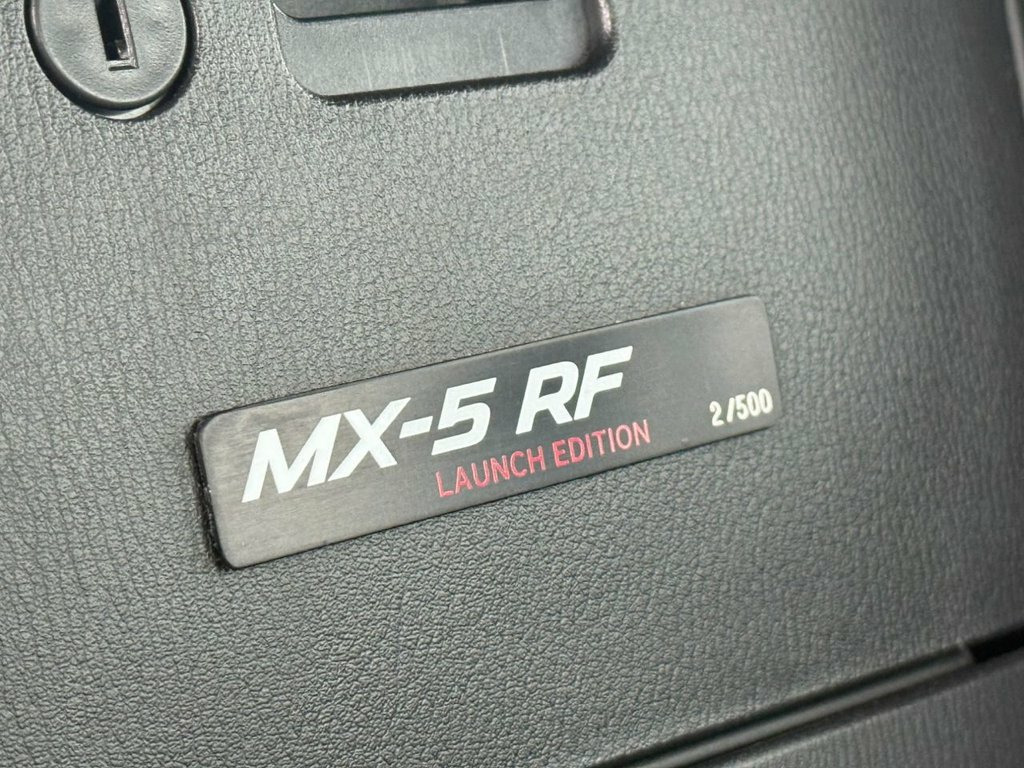 MX-5 RF
LAUNCH EDITION
2/500